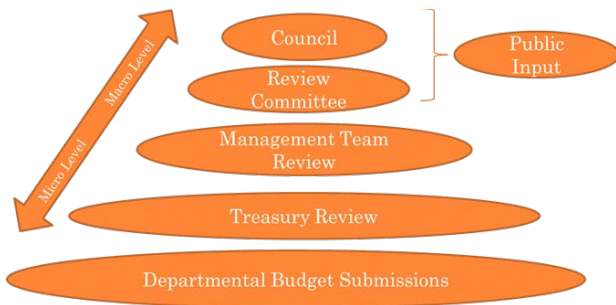 Council
Review
Committee
Public
Input
Macro Level
Micro Level
Management Team
Review
Treasury Review
Departmental Budget Submissions